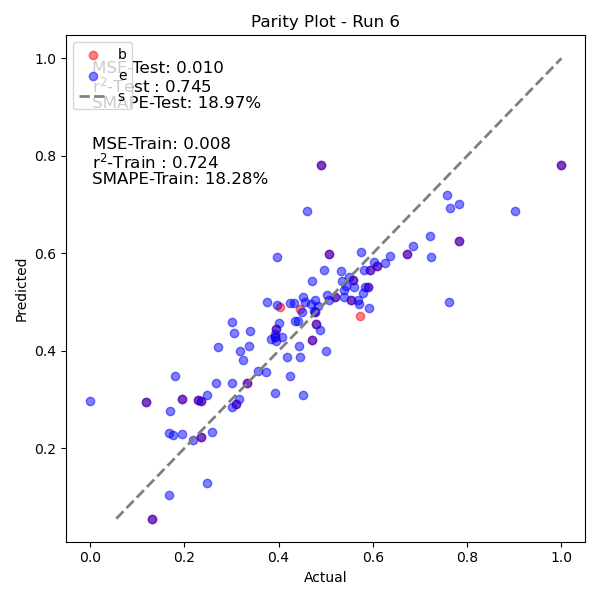 Parity Plot - Run 6
b
e
s
MSE-Test: 0.010
r²-Test : 0.745
SMAPE-Test: 18.97%
MSE-Train: 0.008
r²-Train : 0.724
SMAPE-Train: 18.28%
Predicted
1.0
0.8
0.6
0.4
0.2
0.0 0.2 0.4 0.6 0.8 1.0
Actual